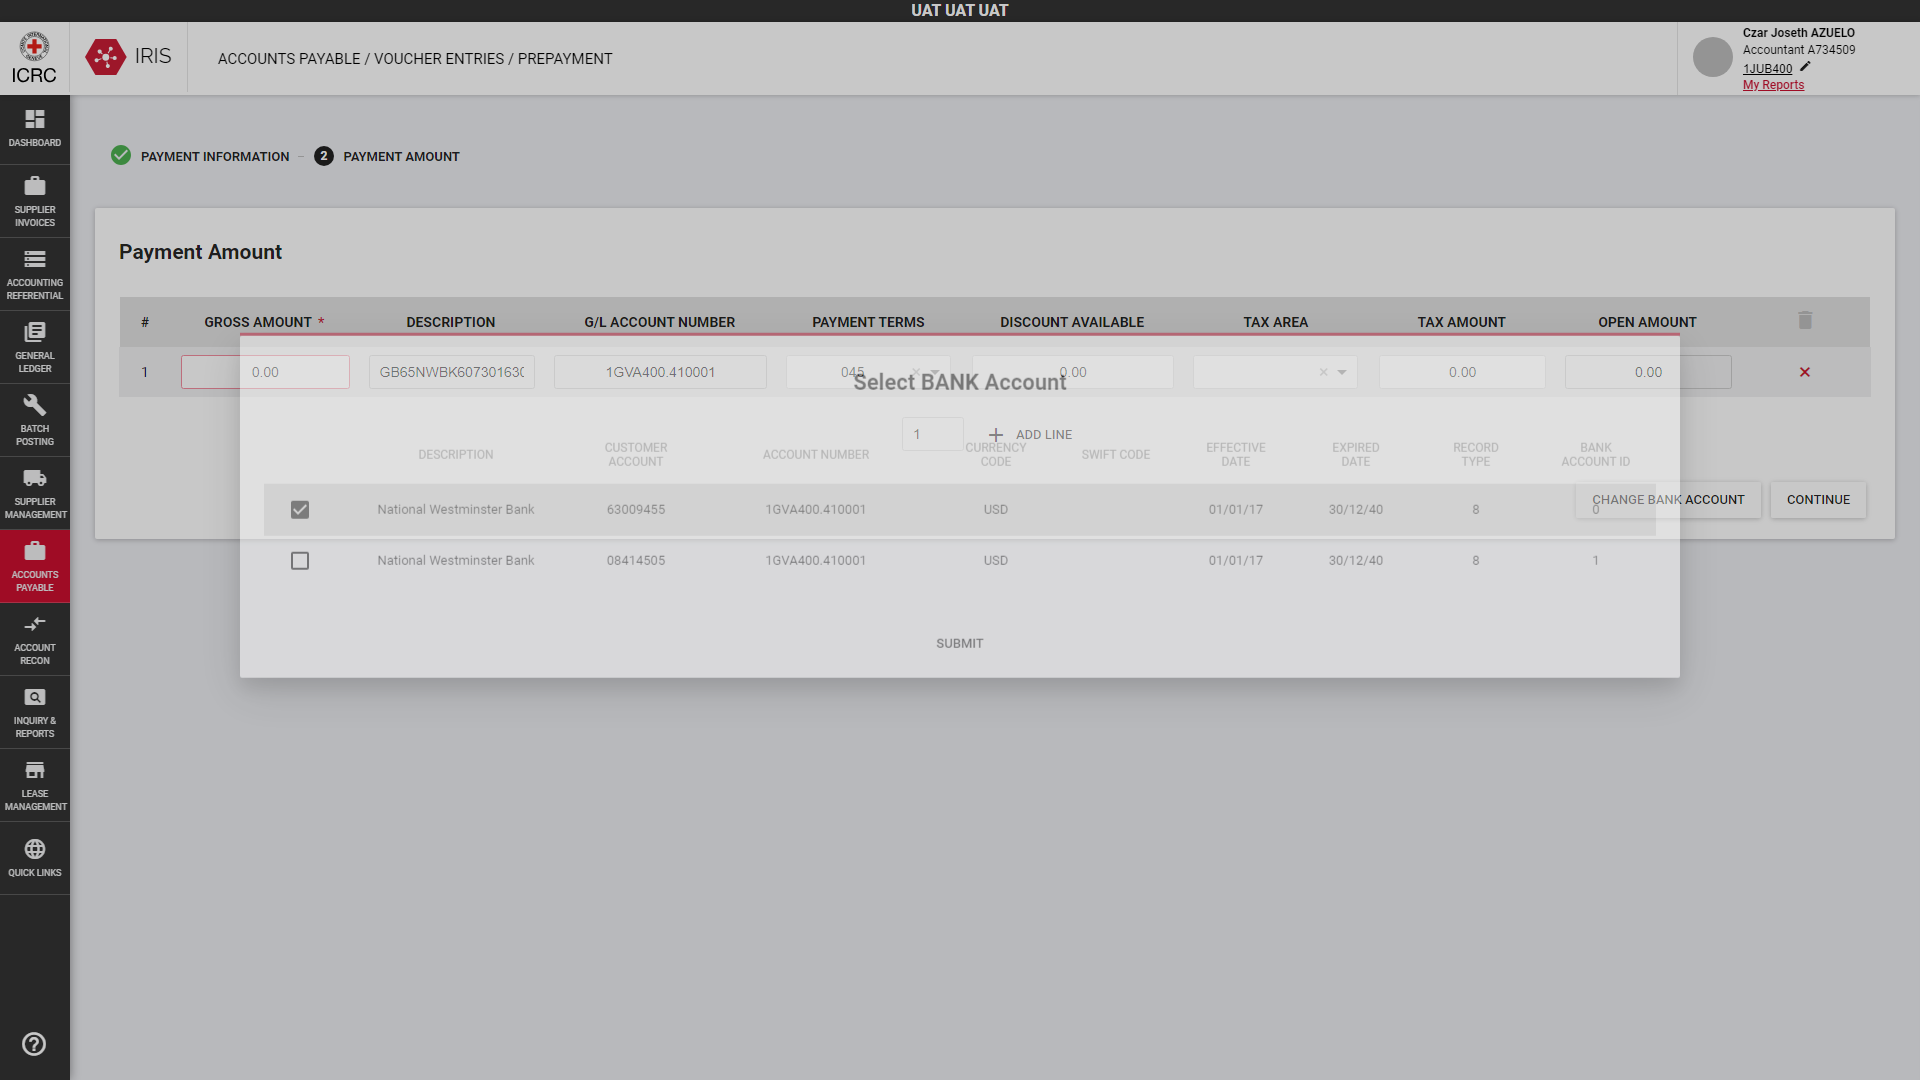 UAT UAT UAT
ICRC
IRIS
ACCOUNTS PAYABLE / VOUCHER ENTRIES / PREPAYMENT
Czar Joseth AZUELO
Accountant A734509
1JUB400
My Reports
DASHBOARD
SUPPLIER
INVOICES
ACCOUNTING
REFERENTIAL
GENERAL
LEDGER
BATCH
POSTING
SUPPLIER
MANAGEMENT
ACCOUNTS
PAYABLE
ACCOUNT
RECON
INQUIRY &
REPORTS
LEASE
MANAGEMENT
QUICK LINKS
PAYMENT INFORMATION
2 PAYMENT AMOUNT
Payment Amount
# GROSS AMOUNT * DESCRIPTION G/L ACCOUNT NUMBER PAYMENT TERMS DISCOUNT AVAILABLE TAX AREA TAX AMOUNT OPEN AMOUNT
1 0.00 GB65NWBK60730163 1GVA400.410001 045 0.00 0.00 0.00
Select BANK Account
1 ADD LINE
DESCRIPTION CUSTOMER ACCOUNT ACCOUNT NUMBER CURRENCY CODE SWIFT CODE EFFECTIVE DATE EXPIRED DATE RECORD TYPE BANK ACCOUNT ID
National Westminster Bank 63009455 1GVA400.410001 USD 01/01/17 30/12/40 8 0
CHANGE BANK ACCOUNT CONTINUE
National Westminster Bank 08414505 1GVA400.410001 USD 01/01/17 30/12/40 8 1
SUBMIT